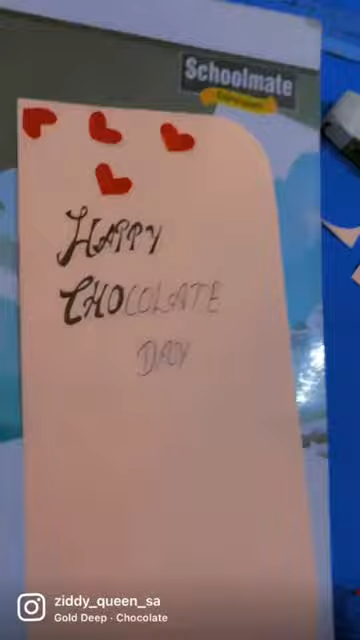 Schoolmate
HAPPY
CHOCOLATE
DAY
ziddy_queen_sa
Gold Deep · Chocolate